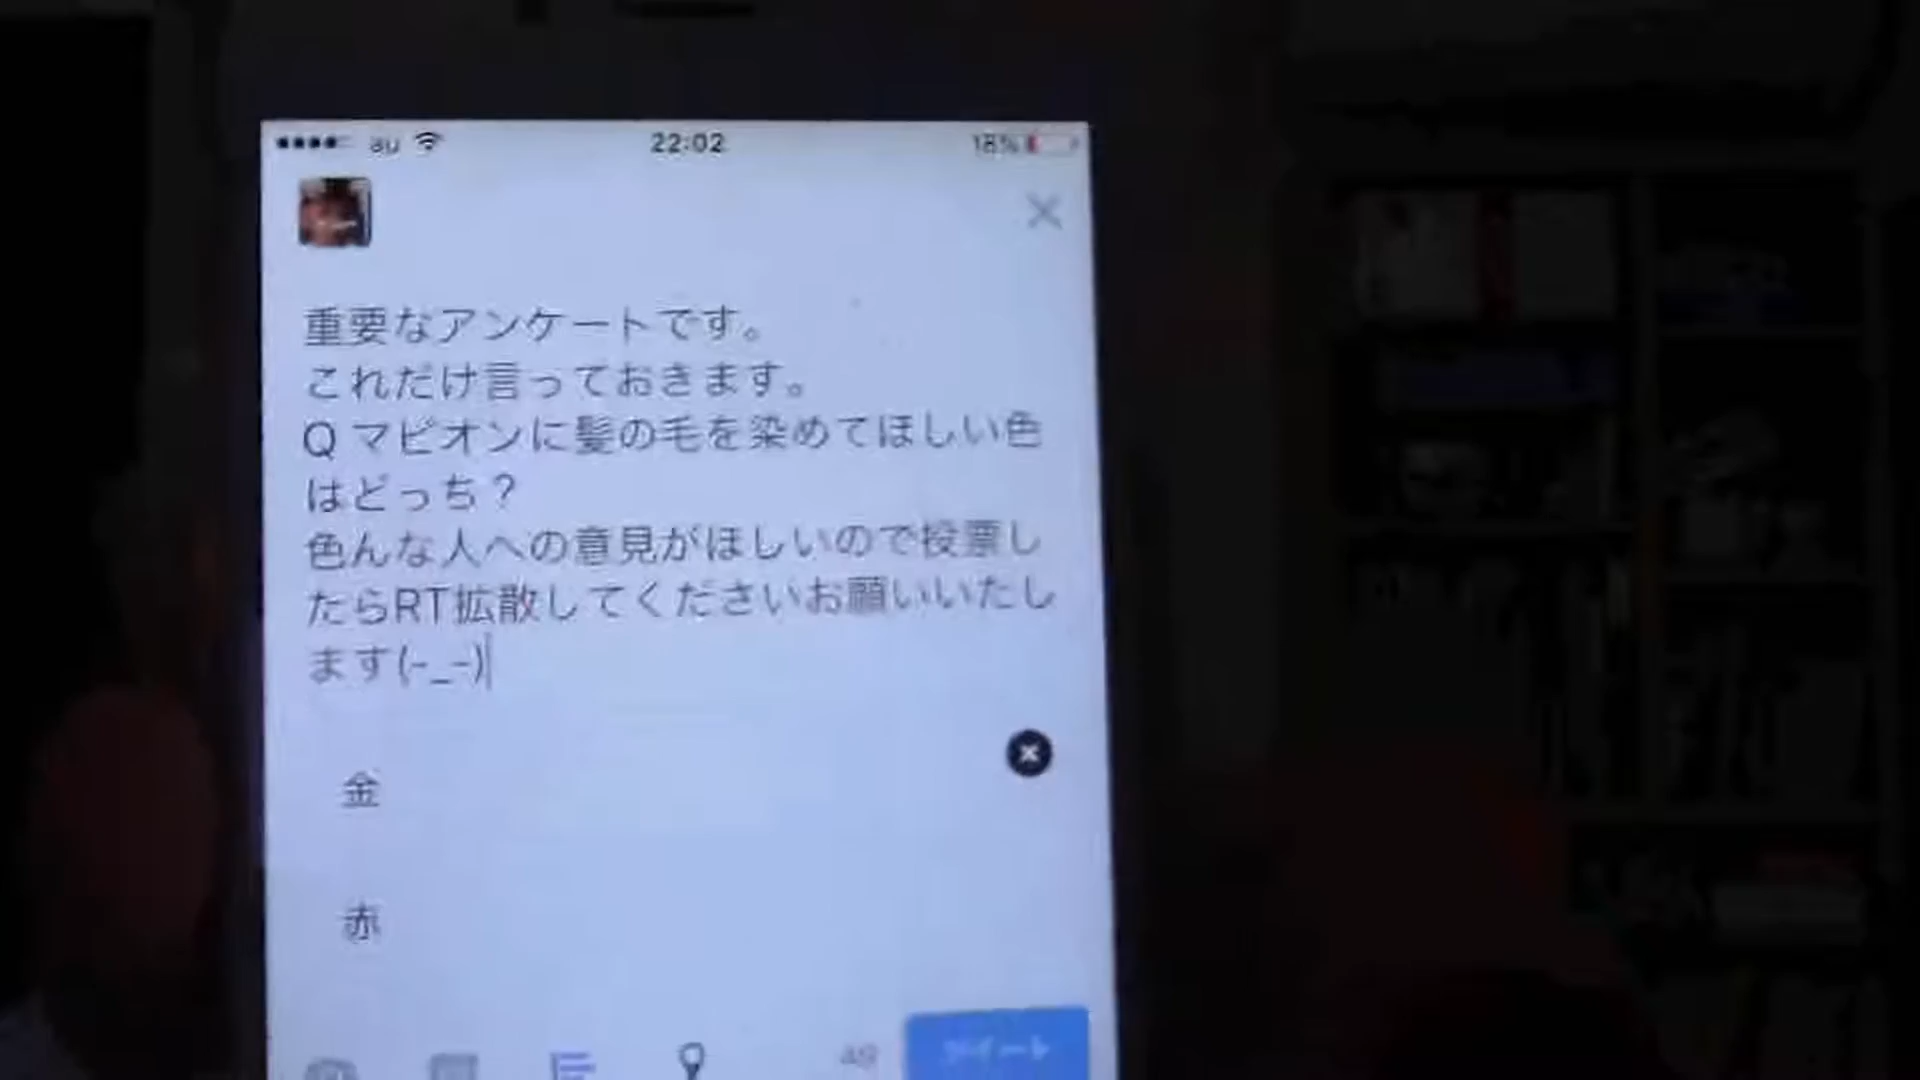 au 22:02 18%
重要なアンケートです。
これだけ言っておきます。
Q マピオンに髪の毛を染めてほしい色
はどっち?
色んな人への意見がほしいので投票し
たらRT拡散してくださいお願いいたし
ます(-_-)
金
赤
49 ツイート